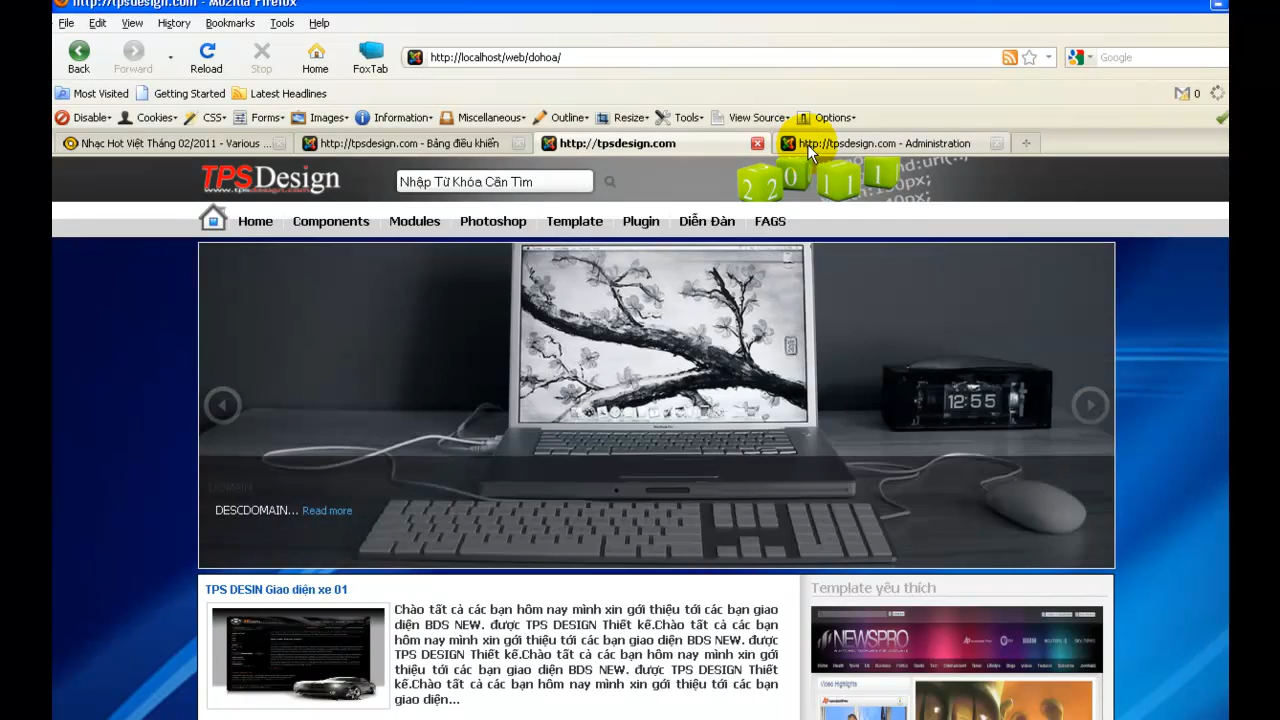 http://tpsdesign.com - Mozilla Firefox
File Edit View History Bookmarks Tools Help
Back Forward Reload Stop Home FoxTab
http://localhost/web/dohoa/
Google
Most Visited Getting Started Latest Headlines
0
Disable Cookies CSS Forms Images Information Miscellaneous Outline Resize Tools View Source Options
ạc Hot Việt Tháng 02/2011 - Various ...
http://tpsdesign.com - Bảng điều khiển
http://tpsdesign.com
http://tpsdesign.com - Administration
TPSDesign
Nhập Từ Khóa Cần Tìm
2 2 0 1 1 1
Home Components Modules Photoshop Template Plugin Diễn Đàn FAGS
12:55
DOMAIN
DESCDOMAIN... Read more
TPS DESIN Giao diện xe 01
Chào tất cả các bạn hôm nay mình xin gới thiệu tới các bạn giao
diện BDS NEW. được TPS DESIGN Thiết kế.Chào tất cả các bạn hôm
nay mình xin gới thiệu tới các bạn giao diện BDS NEW. được
TPS DESIGN Thiết kế.Chào tất cả các bạn hôm nay mình xin gới
thiệu tới các bạn giao diện BDS NEW. được TPS DESIGN Thiết
kế.Chào tất cả các bạn hôm nay mình xin gới thiệu tới các bạn
giao diện...
Template yêu thích
NEWSPRO
Video Highlights